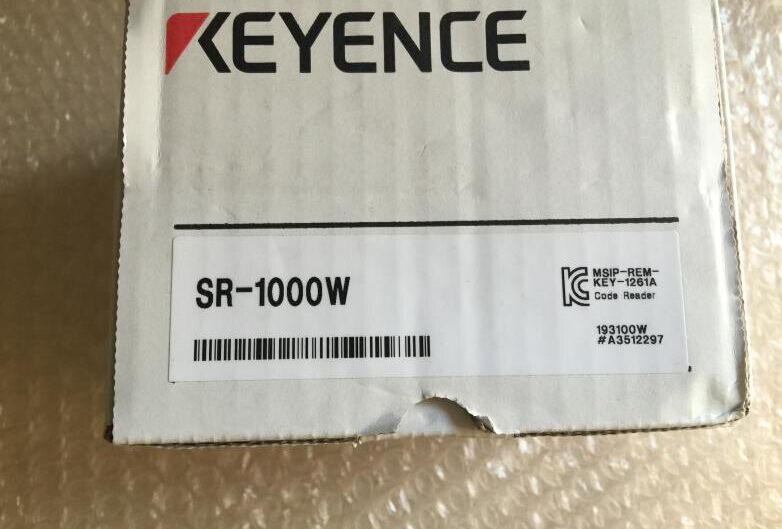 KEYENCE
SR-1000W
MSIP-REM-
KEY-1261A
Code Reader
193100W
#A3512297